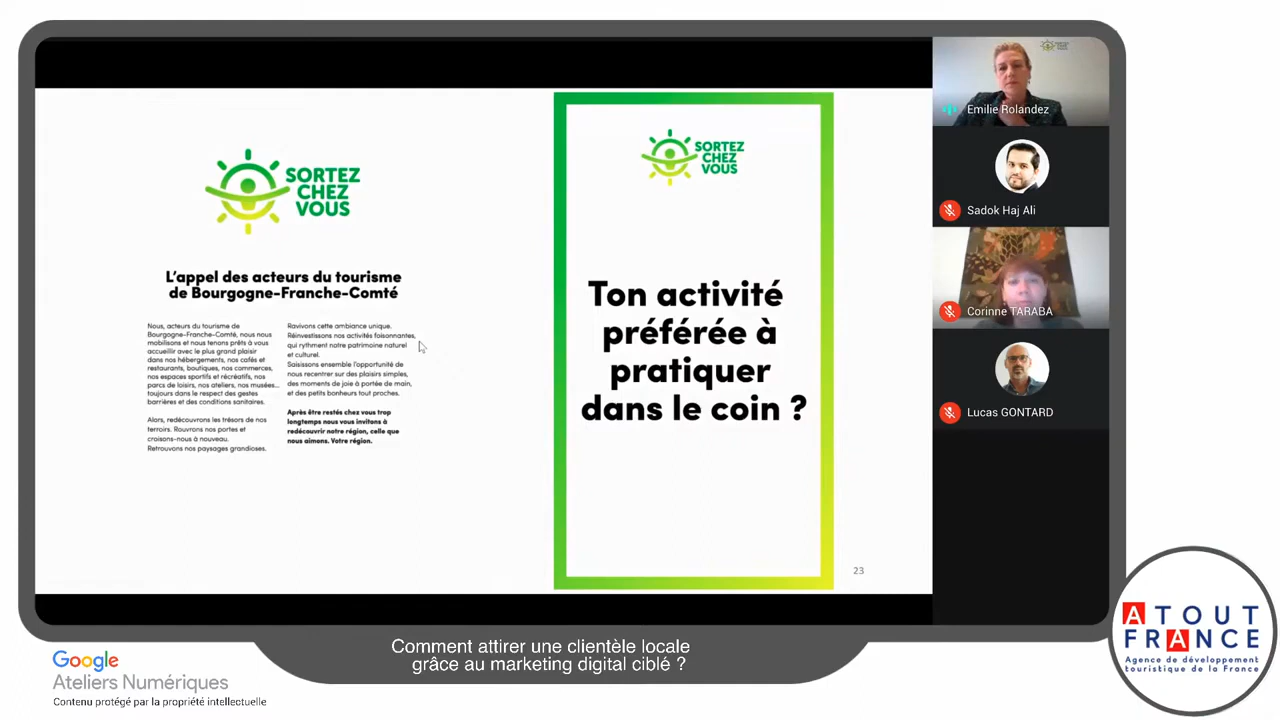 SORTEZ
CHEZ
VOUS
L'appel des acteurs du tourisme
de Bourgogne-Franche-Comté
Nous, acteurs du tourisme de
Bourgogne-Franche-Comté, nous nous
mobilisons et nous tenons prêts à vous
accueillir avec le plus grand plaisir
dans nos hébergements, nos cafés et
restaurants, boutiques, nos commerces,
nos espaces sportifs et récréatifs, nos
parcs de loisirs, nos ateliers, nos musées...
toujours dans le respect des gestes
barrières et des conditions sanitaires.
Alors, redécouvrons les trésors de nos
terroirs. Rouvrons nos portes et
croisons-nous à nouveau.
Retrouvons nos paysages grandioses.
Ravivons cette ambiance unique.
Réinvestissons nos activités foisonnantes,
qui rythment notre patrimoine naturel
et culturel.
Saisissons ensemble l'opportunité de
nous recentrer sur des plaisirs simples,
des moments de joie à portée de main,
et des petits bonheurs tout proches.
Après être restés chez vous trop
longtemps nous vous invitons à
redécouvrir notre région, celle que
nous aimons. Votre région.
SORTEZ
CHEZ
VOUS
Ton activité
préférée à
pratiquer
dans le coin ?
23
Emilie Rolandez
Sadok Haj Ali
Corinne TARABA
Lucas GONTARD
Comment attirer une clientèle locale
grâce au marketing digital ciblé ?
Google
Ateliers Numériques
Contenu protégé par la propriété intellectuelle
ATOUT
FRANCE
Agence de développement
touristique de la France